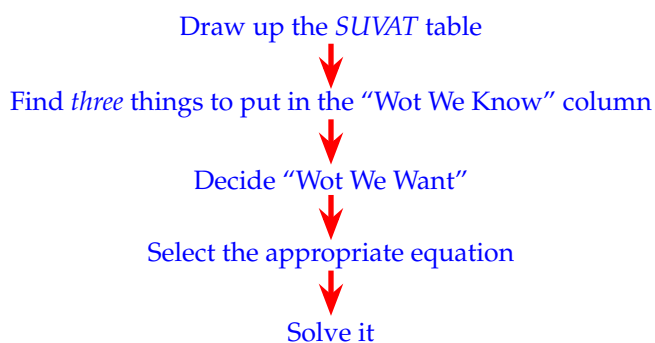 Draw up the SUVAT table
Find three things to put in the “Wot We Know” column
Decide “Wot We Want”
Select the appropriate equation
Solve it